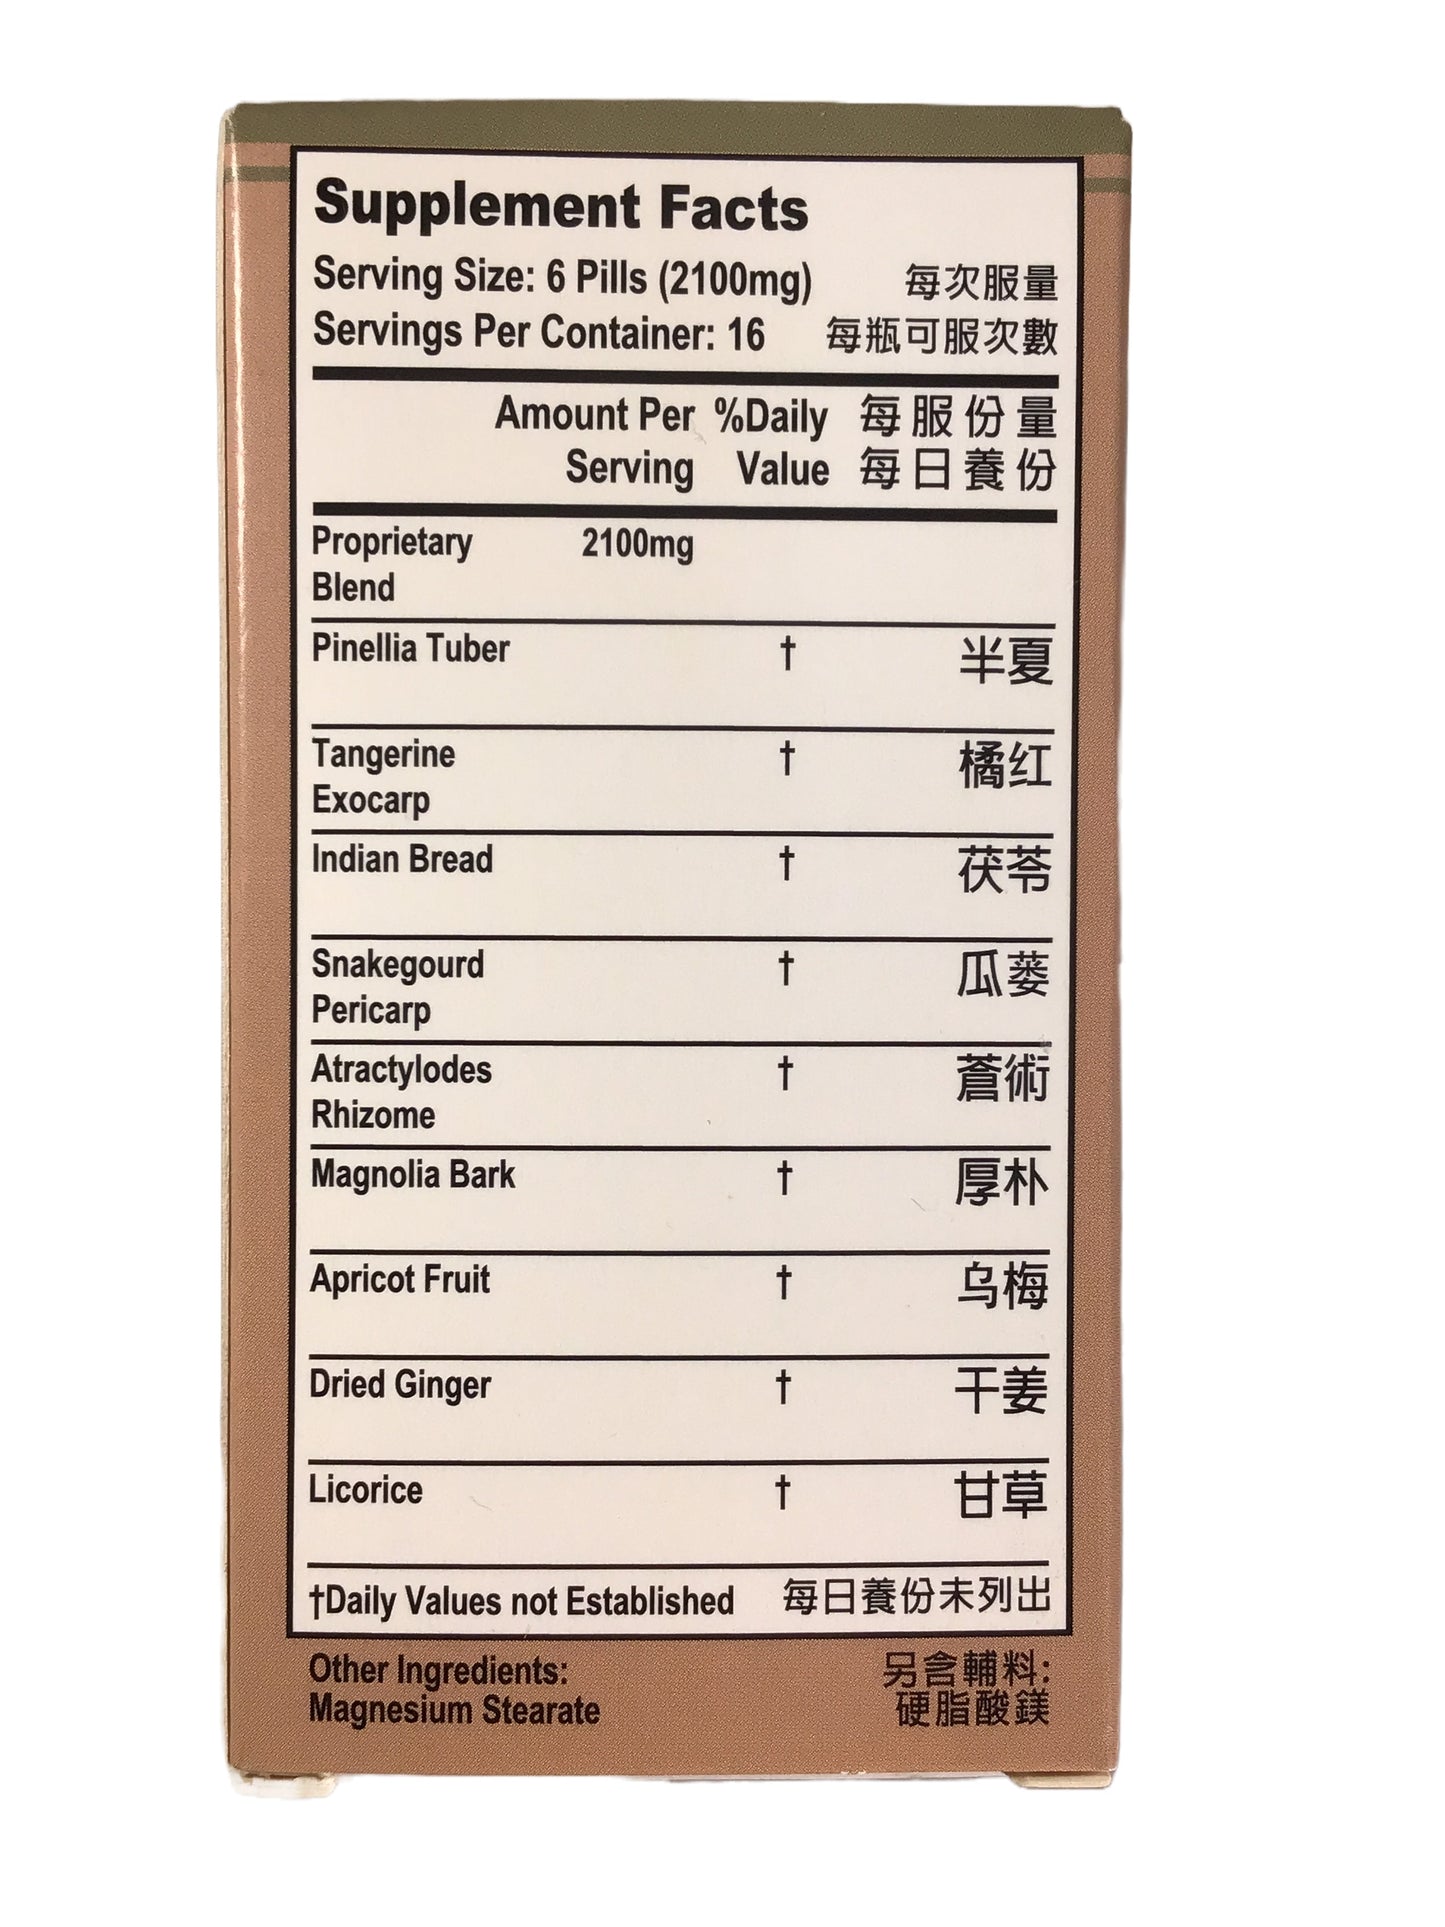 Supplement Facts
Serving Size: 6 Pills (2100mg) 每次服量
Servings Per Container: 16 每瓶可服次數
Amount Per %Daily 每服份量
Serving Value 每日養份
Proprietary 2100mg
Blend
Pinellia Tuber † 半夏
Tangerine † 橘红
Exocarp
Indian Bread † 茯苓
Snakegourd † 瓜蒌
Pericarp
Atractylodes † 蒼術
Rhizome
Magnolia Bark † 厚朴
Apricot Fruit † 乌梅
Dried Ginger † 干姜
Licorice † 甘草
†Daily Values not Established 每日養份未列出
Other Ingredients: 另含輔料:
Magnesium Stearate 硬脂酸鎂